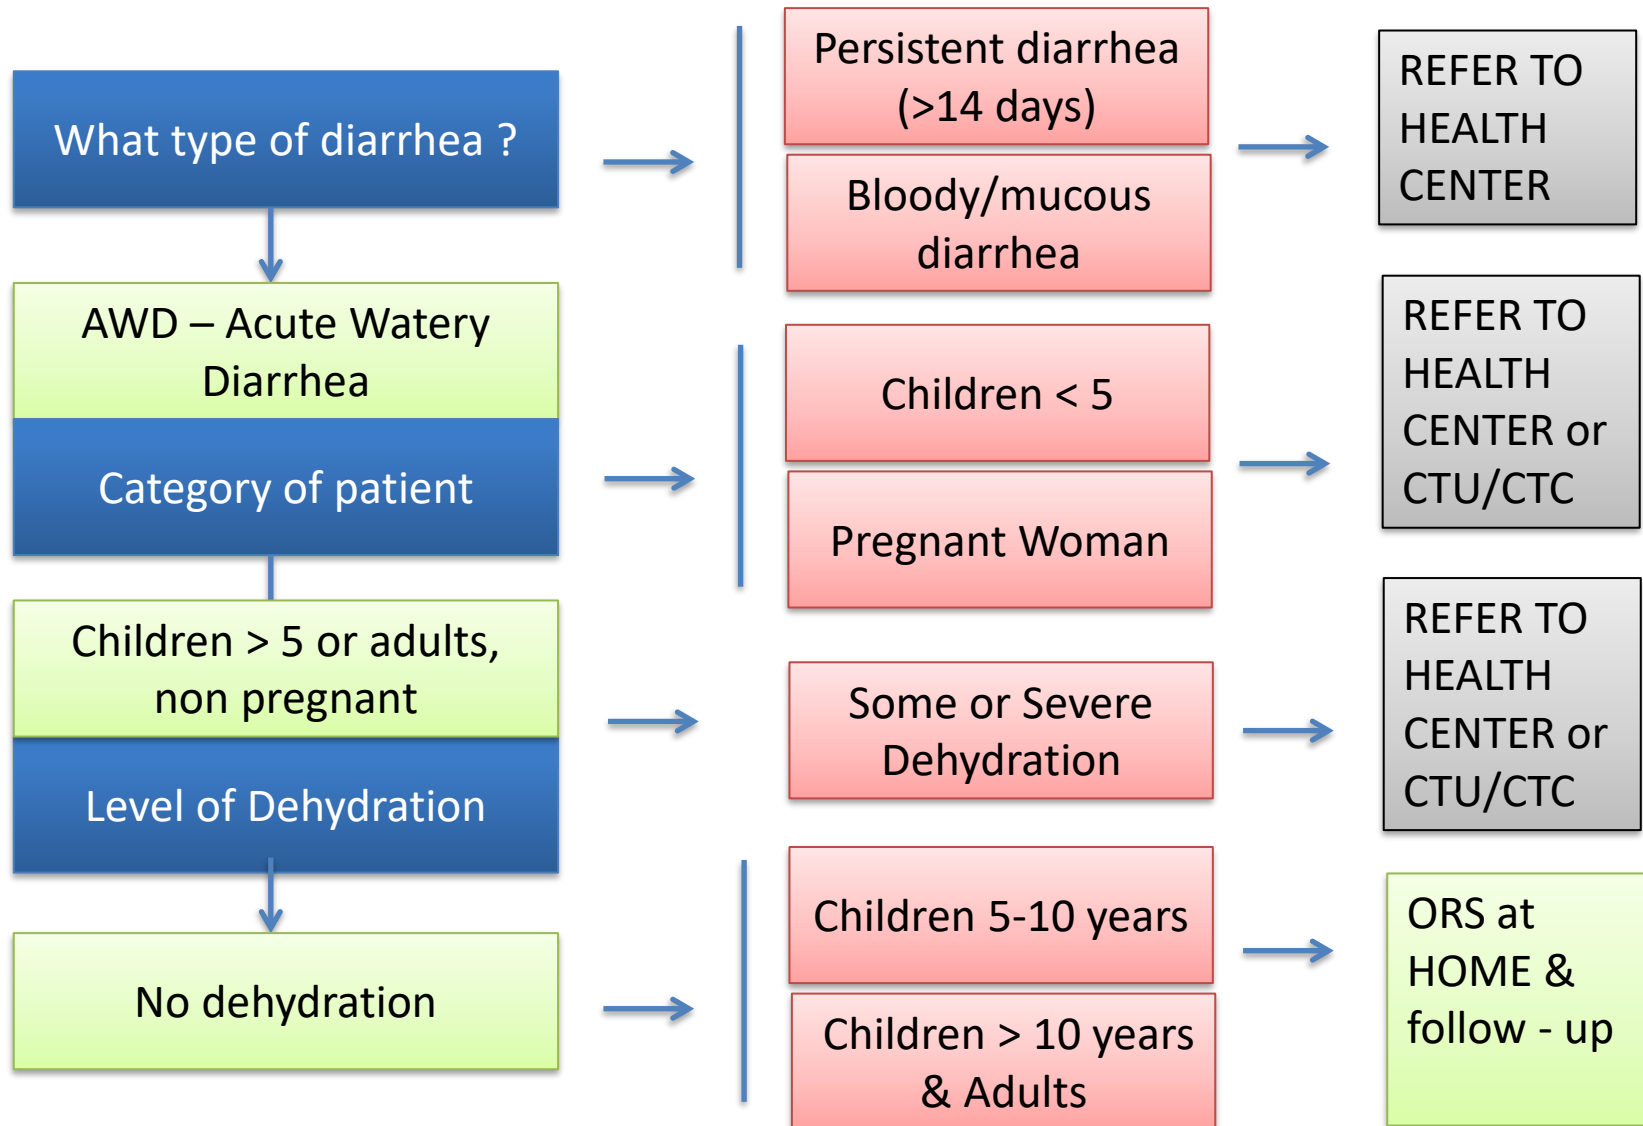 What type of diarrhea ?
Persistent diarrhea
(>14 days)
Bloody/mucous
diarrhea
REFER TO
HEALTH
CENTER
AWD – Acute Watery
Diarrhea
Category of patient
Children < 5
Pregnant Woman
REFER TO
HEALTH
CENTER or
CTU/CTC
Children > 5 or adults,
non pregnant
Level of Dehydration
Some or Severe
Dehydration
REFER TO
HEALTH
CENTER or
CTU/CTC
No dehydration
Children 5-10 years
Children > 10 years
& Adults
ORS at
HOME &
follow - up